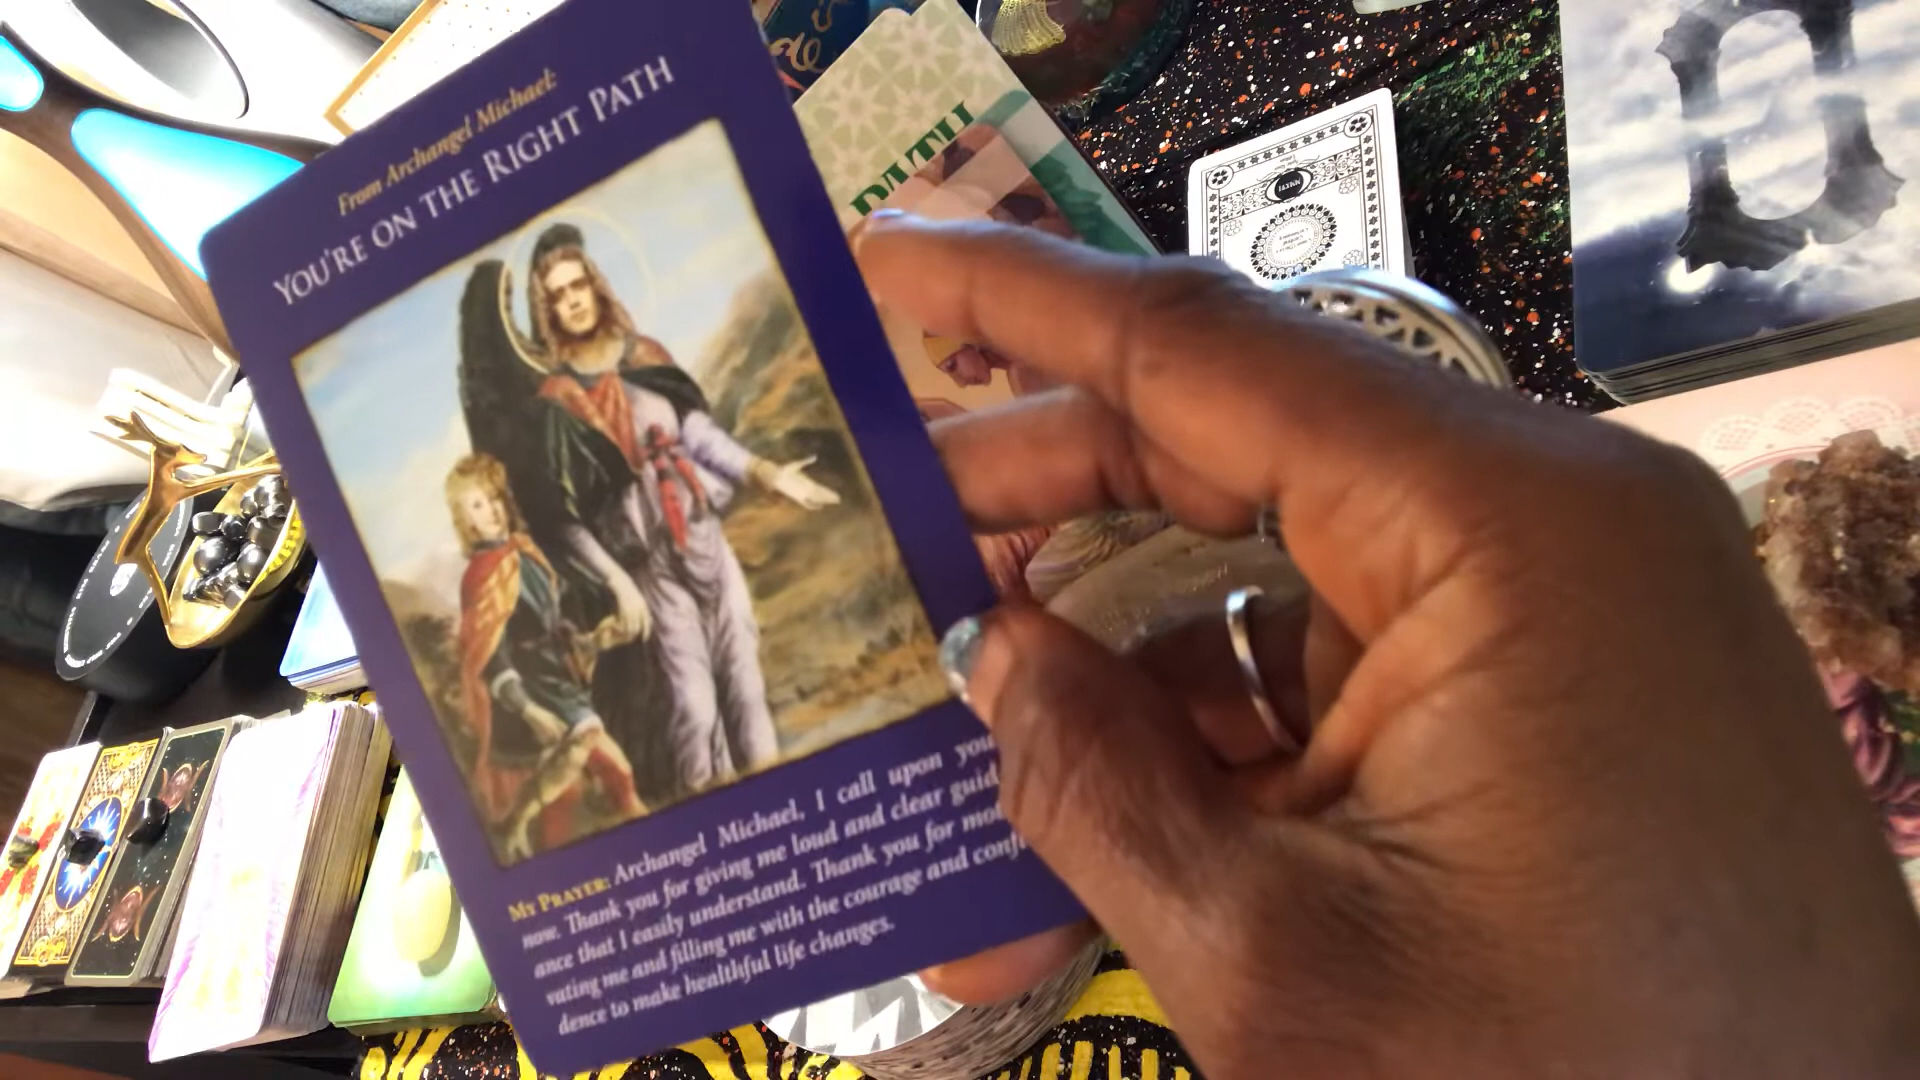 From Archangel Michael:
YOU'RE ON THE RIGHT PATH
MY PRAYER: Archangel Michael, I call upon you
now. Thank you for giving me loud and clear guid
ance that I easily understand. Thank you for mot
vating me and filling me with the courage and conf
dence to make healthful life changes.